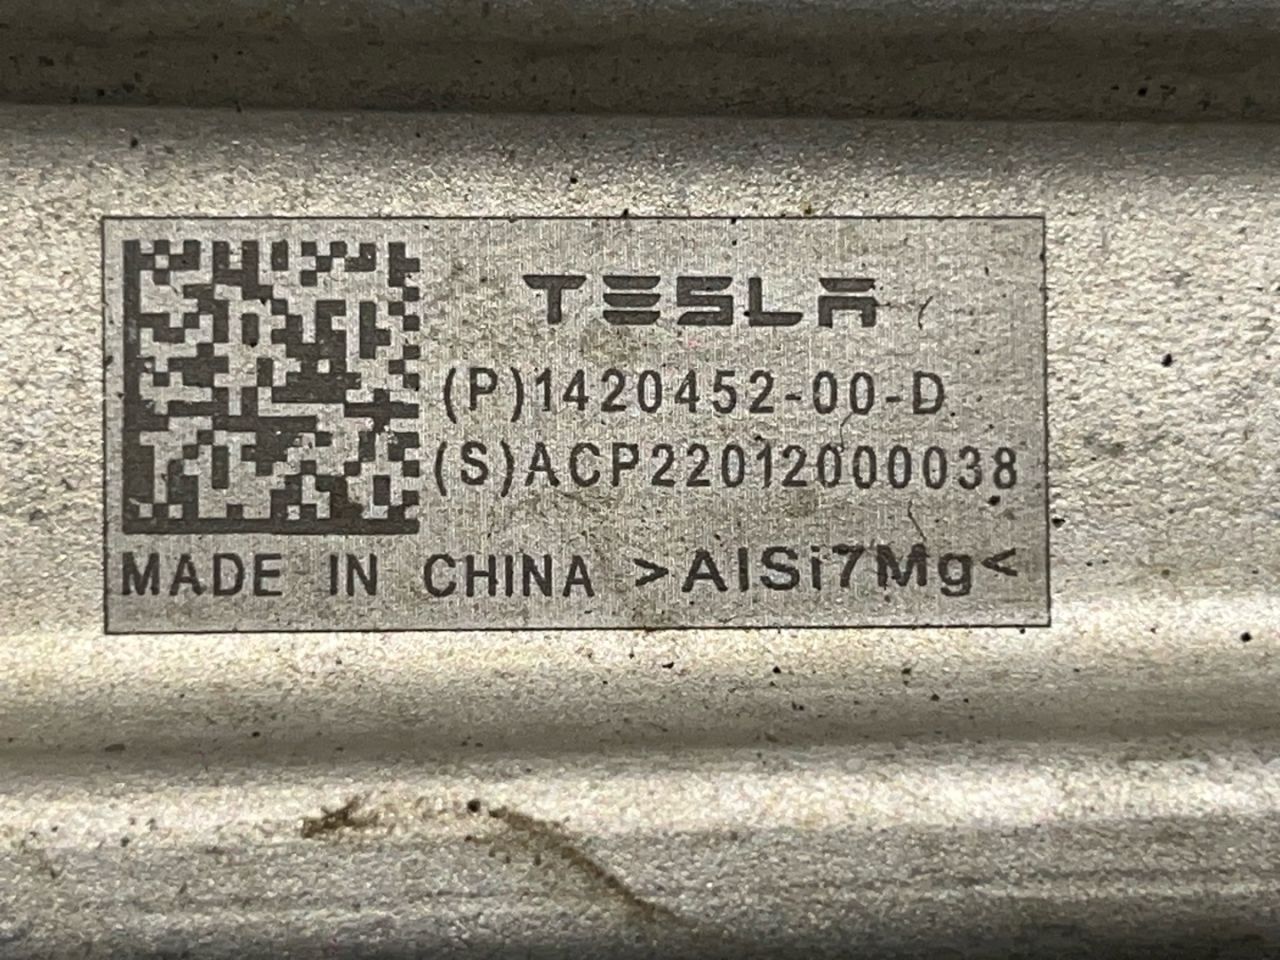 TESLA
(P)1420452-00-D
(S)ACP22012000038
MADE IN CHINA >AlSi7Mg<